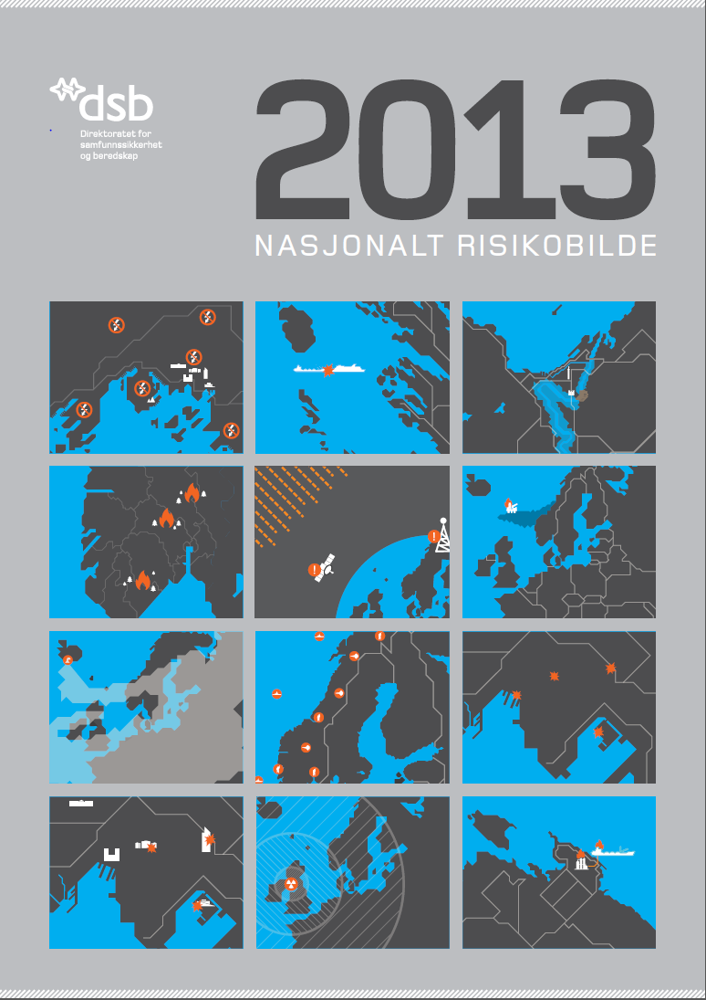 dsb
Direktoratet for
samfunnssikkerhet
og beredskap
2013
NASJONALT RISIKOBILDE